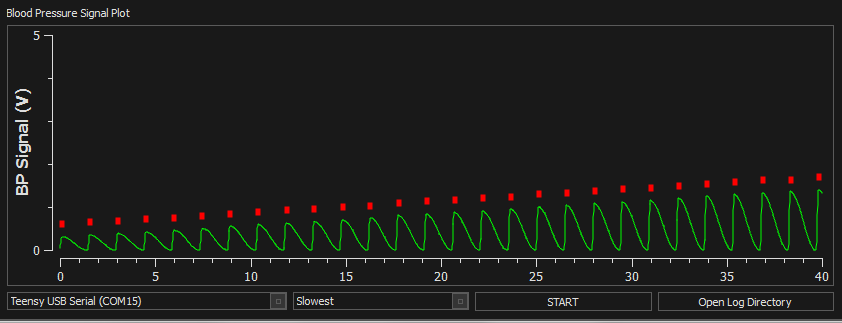 Blood Pressure Signal Plot
5
BP Signal (V)
0
0 5 10 15 20 25 30 35 40
Teensy USB Serial (COM15) Slowest START Open Log Directory